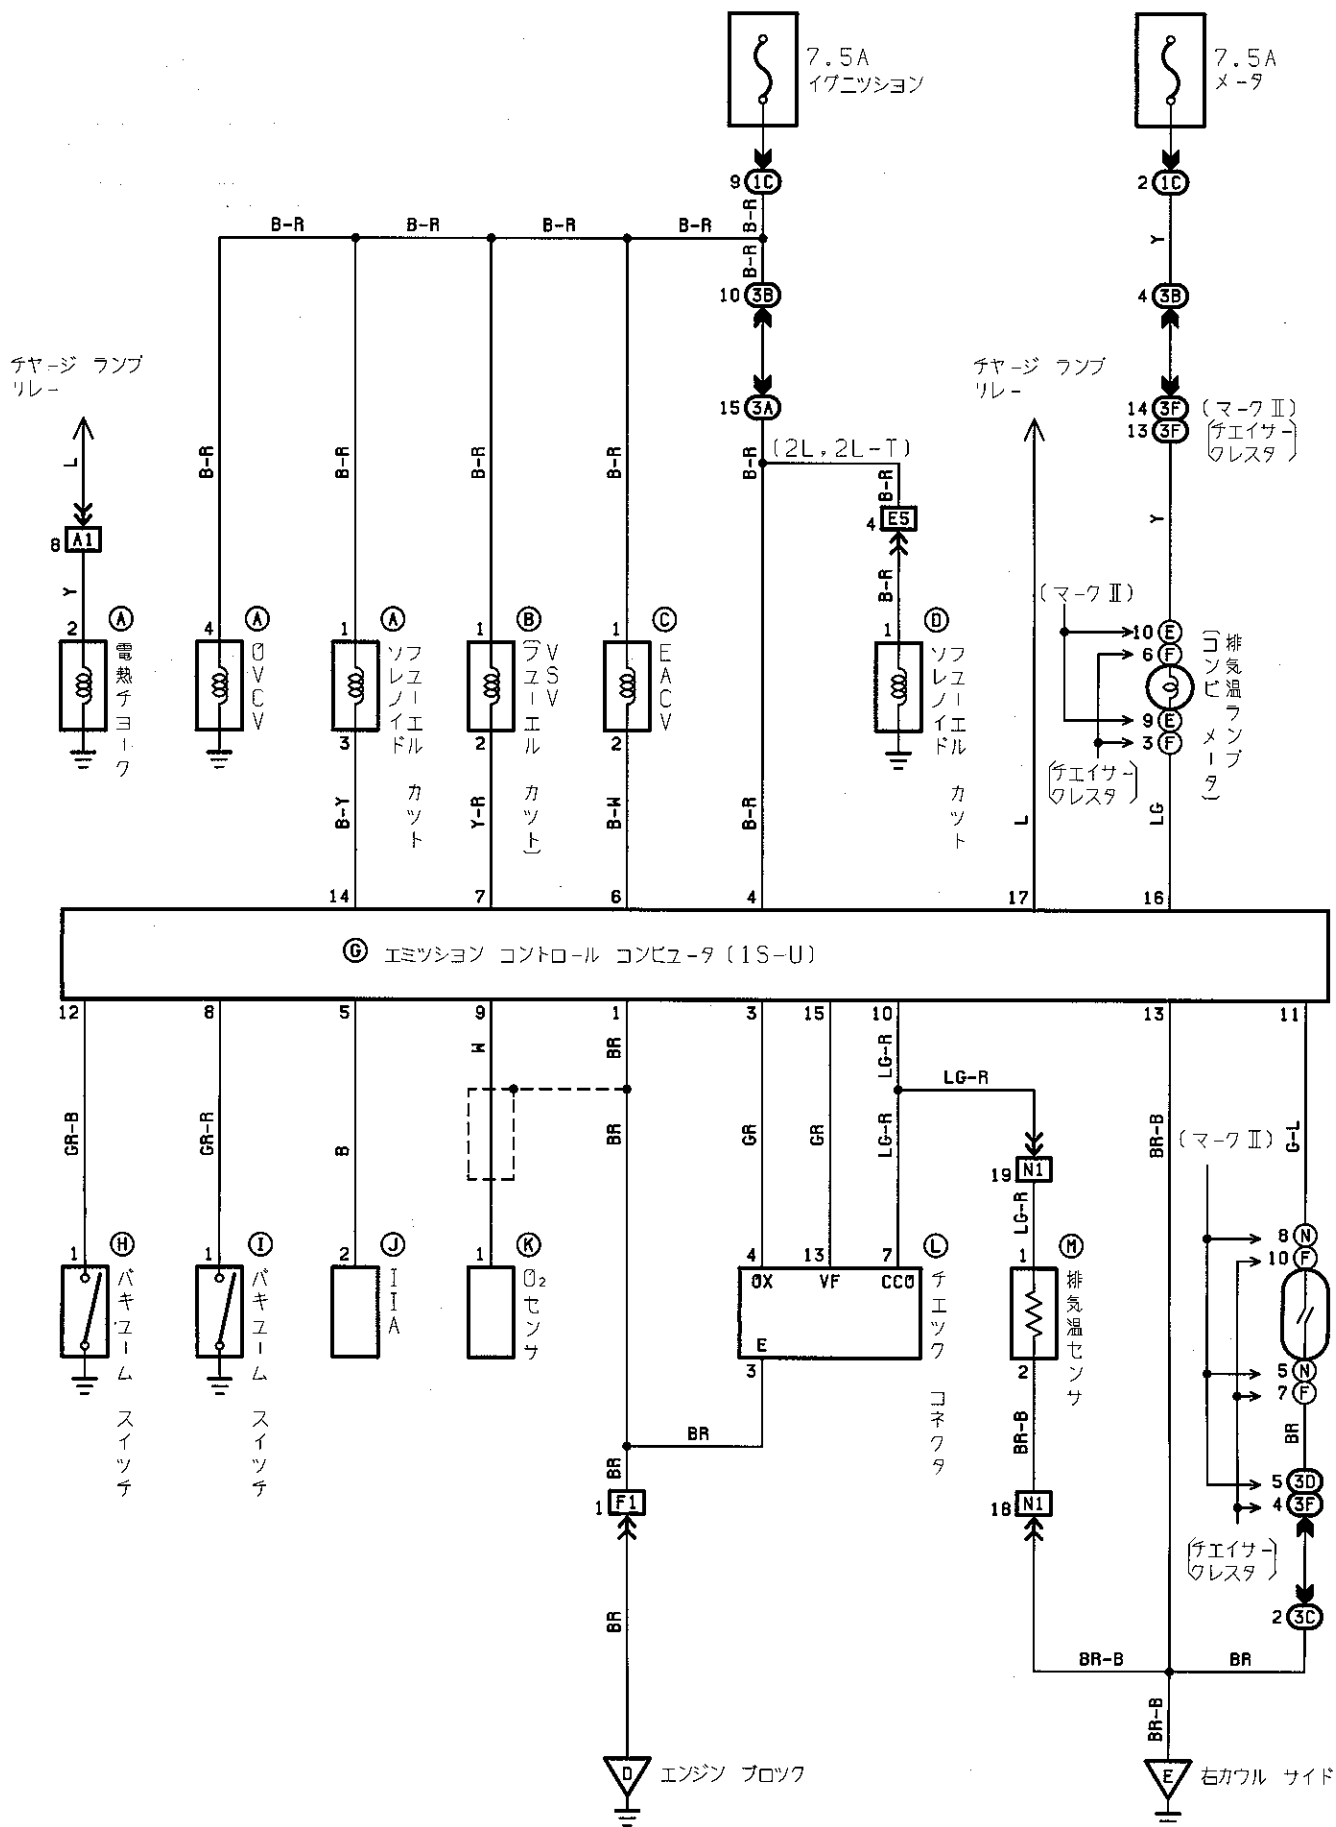 7.5A
イグニッション
7.5A
メータ
9 1C
2 1C
B-R
B-R
B-R
B-R
B-R
B-R
Y
10 3B
4 3B
チャージ ランプ
リレー
チャージ ランプ
リレー
15 3A
14 3F (マークⅡ)
13 3F (チェイサー
クレスタ)
(2L, 2L-T)
L
B-R
B-R
B-R
B-R
B-R
B-R
4 E5
Y
8 A1
Y
B-R
(マークⅡ)
2 Ⓐ 電熱チョーク
4 Ⓐ OVCV
1 Ⓐ フューエル カット
ソレノイド
3
1 Ⓑ VSV
(フューエル カット)
2
1 Ⓒ EACV
2
1 Ⓓ フューエル カット
ソレノイド
10 Ⓔ
6 Ⓕ
9 Ⓔ
3 Ⓕ
排気温ランプ
(コンビ メータ)
(チェイサー
クレスタ)
B-Y
Y-R
B-W
B-R
L
LG
14
7
6
4
17
16
Ⓖ エミッション コントロール コンピュータ(1S-U)
12
8
5
9
1
3
15
10
13
11
W
BR
LG-R
LG-R
GR-B
GR-R
B
BR
GR
GR
LG-R
BR-B
(マークⅡ)
G-L
19 N1
LG-R
1 Ⓗ バキューム スイッチ
1 Ⓘ バキューム スイッチ
2 Ⓙ IIA
1 Ⓚ O₂センサ
4
13
7
Ⓛ チェック コネクタ
OX VF CCO
E
3
1 Ⓜ 排気温センサ
2
8 Ⓝ
10 Ⓕ
5 Ⓝ
7 Ⓕ
BR
BR
BR-B
BR
1 F1
18 N1
5 3D
4 3F
(チェイサー
クレスタ)
BR
2 3C
BR-B
BR
BR-B
D エンジン ブロック
E 右カウル サイド